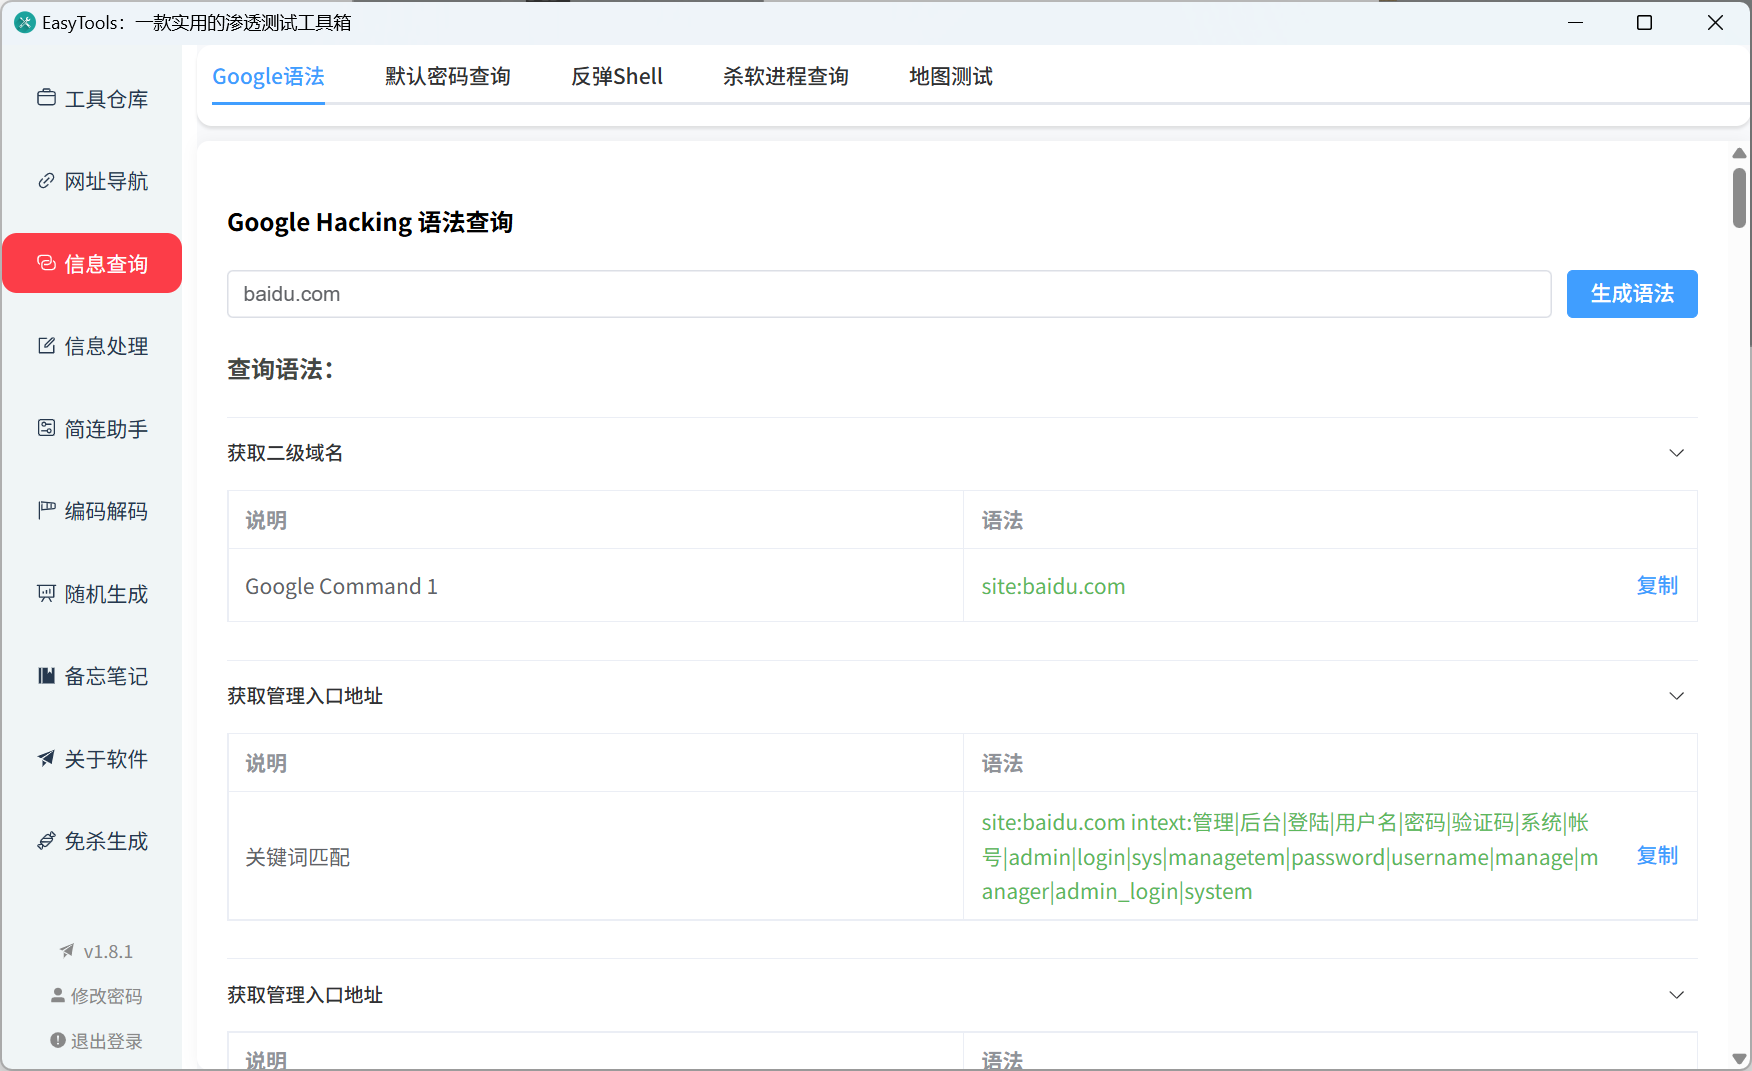 EasyTools：一款实用的渗透测试工具箱
工具仓库
网址导航
信息查询
信息处理
简连助手
编码解码
随机生成
备忘笔记
关于软件
免杀生成
v1.8.1
修改密码
退出登录
Google语法
默认密码查询
反弹Shell
杀软进程查询
地图测试
Google Hacking 语法查询
baidu.com
生成语法
查询语法：
获取二级域名
说明
语法
Google Command 1
site:baidu.com
复制
获取管理入口地址
说明
语法
关键词匹配
site:baidu.com intext:管理|后台|登陆|用户名|密码|验证码|系统|帐
号|admin|login|sys|managetem|password|username|manage|m
anager|admin_login|system
复制
获取管理入口地址
说明
语法